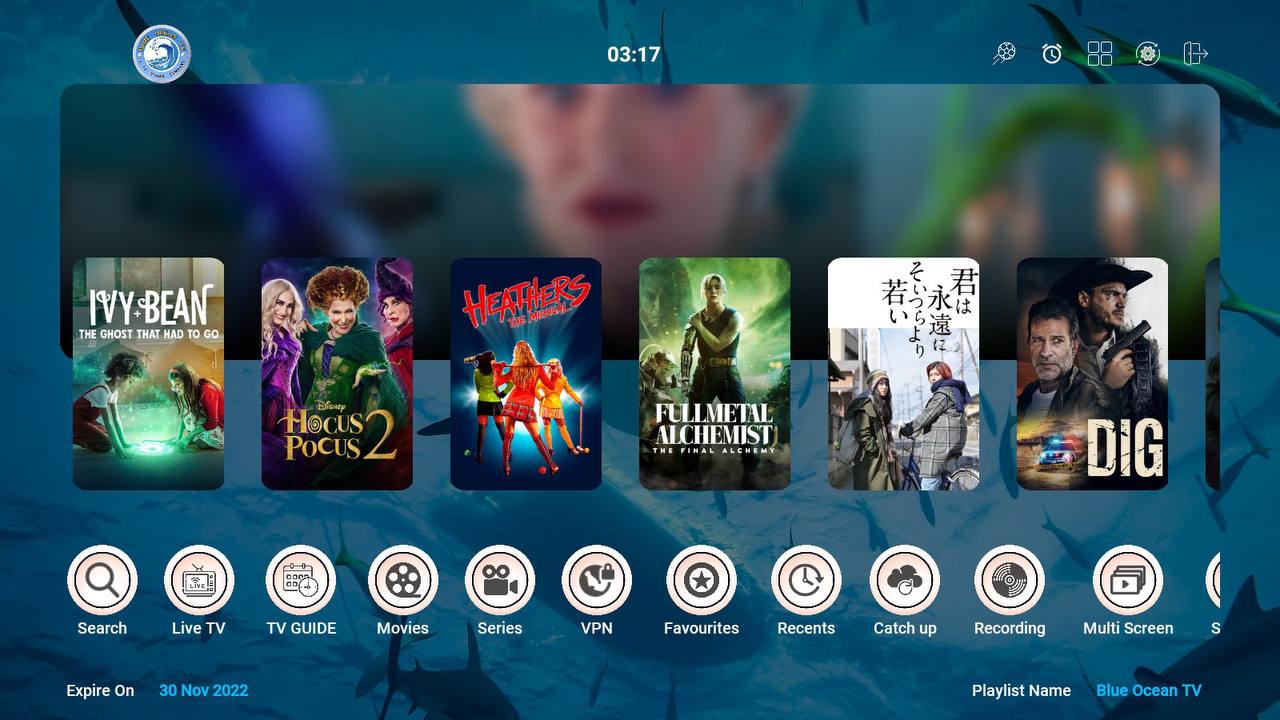 03:17
IVY+BEAN
THE GHOST THAT HAD TO GO
DISNEY
HOCUS
POCUS 2
HEATHERS
THE MUSICAL
FULLMETAL
ALCHEMIST
THE FINAL ALCHEMY
君は
永遠に
そいつらより
若い
DIG
LIVE
Search
Live TV
TV GUIDE
Movies
Series
VPN
Favourites
Recents
Catch up
Recording
Multi Screen
S
Expire On 30 Nov 2022
Playlist Name Blue Ocean TV